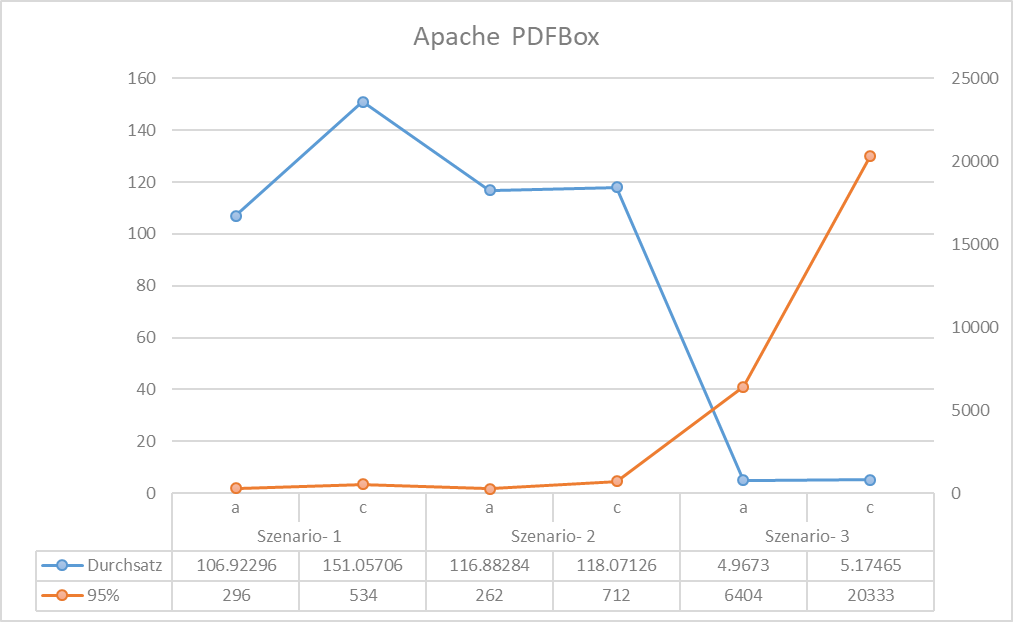 Apache PDFBox
160 25000
140
120 20000
100 15000
80
60 10000
40 5000
20
0 0
a c a c a c
Szenario- 1 Szenario- 2 Szenario- 3
Durchsatz 106.92296 151.05706 116.88284 118.07126 4.9673 5.17465
95% 296 534 262 712 6404 20333